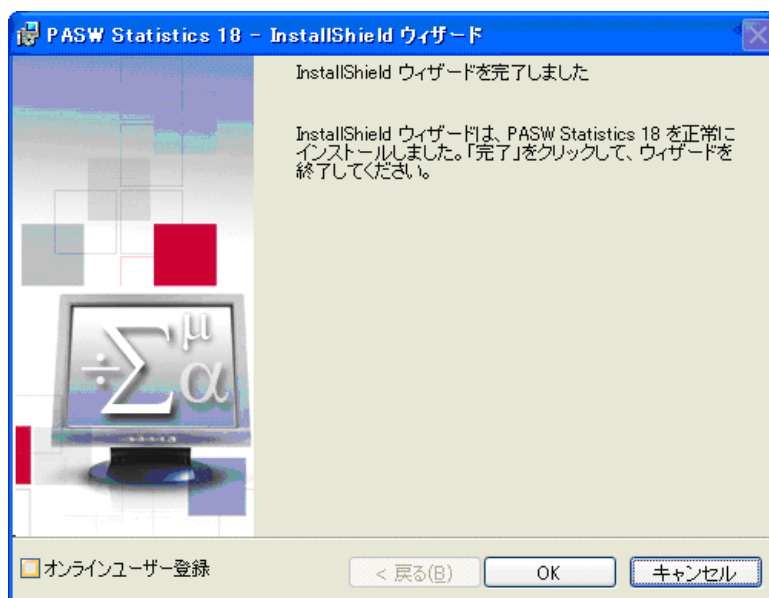 PASW Statistics 18 - InstallShield ウィザード
InstallShield ウィザードを完了しました
InstallShield ウィザードは、PASW Statistics 18 を正常に
インストールしました。「完了」をクリックして、ウィザードを
終了してください。
÷Σμα
オンラインユーザー登録
< 戻る(B)
OK
キャンセル